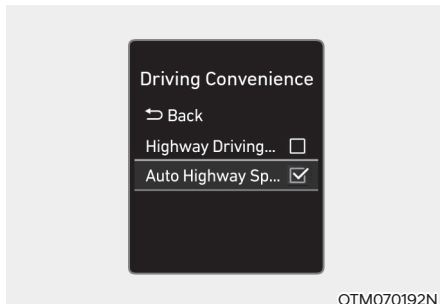 Driving Convenience
Back
Highway Driving...
Auto Highway Sp...
OTM070192N